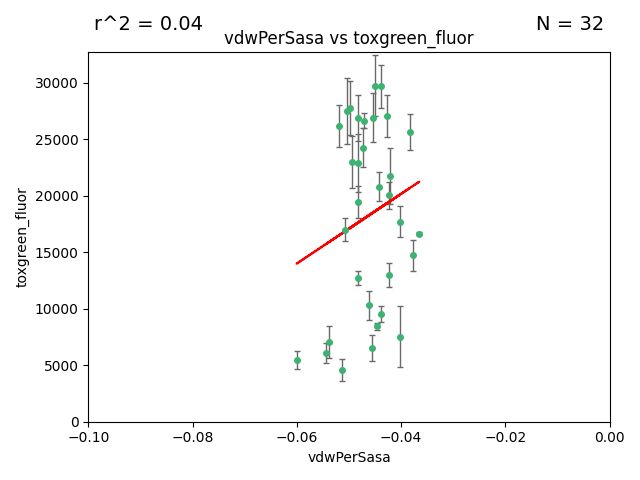 r^2 = 0.04
N = 32
vdwPerSasa vs toxgreen_fluor
toxgreen_fluor
30000
25000
20000
15000
10000
5000
0
−0.10
−0.08
−0.06
−0.04
−0.02
0.00
vdwPerSasa